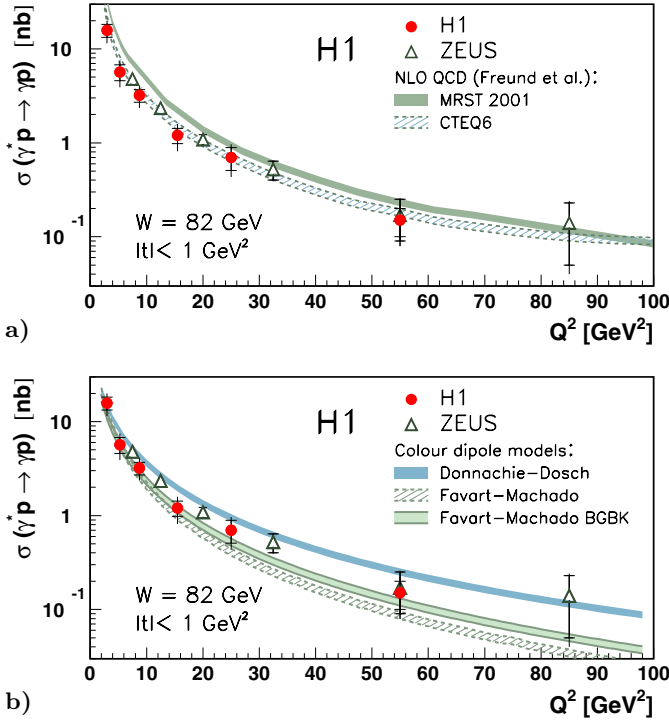 σ (γ* p → γp) [nb]
H1
H1
ZEUS
NLO QCD (Freund et al.):
MRST 2001
CTEQ6
10
1
10⁻¹
W = 82 GeV
|t|< 1 GeV²
0 10 20 30 40 50 60 70 80 90 100
Q² [GeV²]
a)
σ (γ* p → γp) [nb]
H1
H1
ZEUS
Colour dipole models:
Donnachie–Dosch
Favart–Machado
Favart–Machado BGBK
10
1
10⁻¹
W = 82 GeV
|t|< 1 GeV²
0 10 20 30 40 50 60 70 80 90 100
Q² [GeV²]
b)